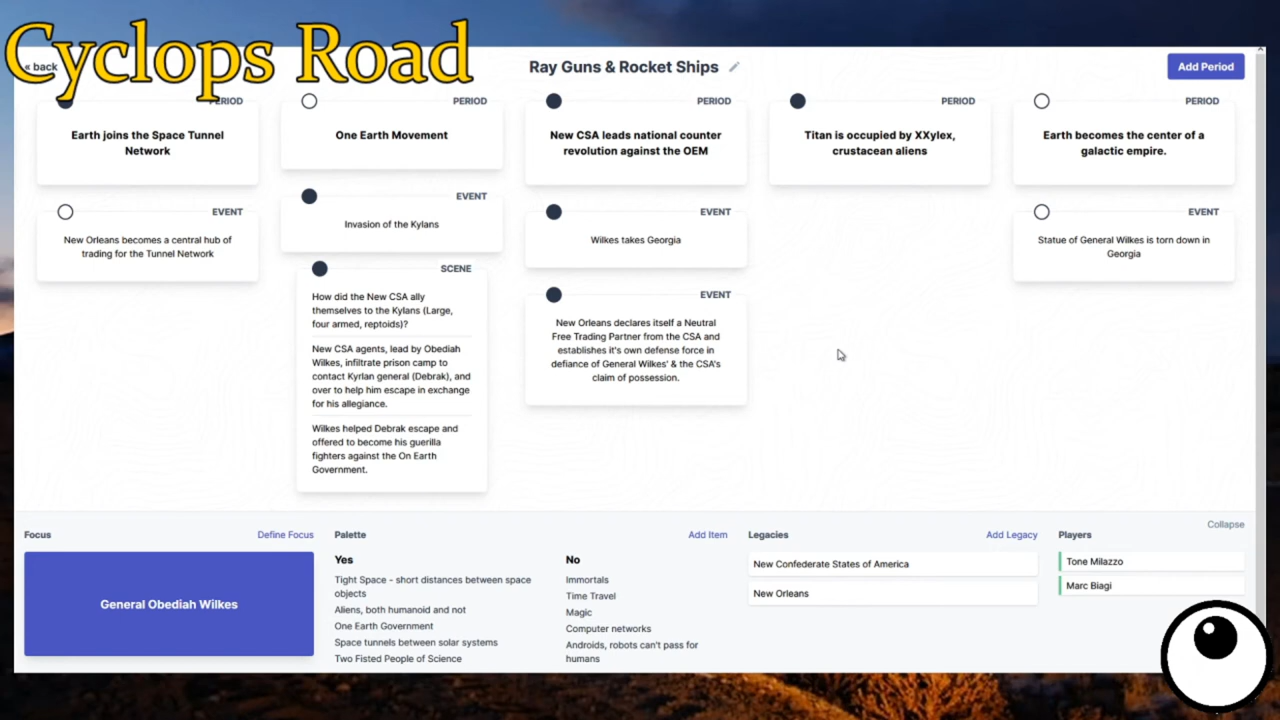 Cyclops Road
« back
Ray Guns & Rocket Ships
Add Period
PERIOD
Earth joins the Space Tunnel
Network
EVENT
New Orleans becomes a central hub of
trading for the Tunnel Network
PERIOD
One Earth Movement
EVENT
Invasion of the Kylans
SCENE
How did the New CSA ally
themselves to the Kylans (Large,
four armed, reptoids)?
New CSA agents, lead by Obediah
Wilkes, infiltrate prison camp to
contact Kyrlan general (Debrak), and
over to help him escape in exchange
for his allegiance.
Wilkes helped Debrak escape and
offered to become his guerilla
fighters against the On Earth
Government.
PERIOD
New CSA leads national counter
revolution against the OEM
EVENT
Wilkes takes Georgia
EVENT
New Orleans declares itself a Neutral
Free Trading Partner from the CSA and
establishes it's own defense force in
defiance of General Wilkes' & the CSA's
claim of possession.
PERIOD
Titan is occupied by XXylex,
crustacean aliens
PERIOD
Earth becomes the center of a
galactic empire.
EVENT
Statue of General Wilkes is torn down in
Georgia
Collapse
Focus
Define Focus
General Obediah Wilkes
Palette
Add Item
Yes
Tight Space - short distances between space
objects
Aliens, both humanoid and not
One Earth Government
Space tunnels between solar systems
Two Fisted People of Science
No
Immortals
Time Travel
Magic
Computer networks
Androids, robots can't pass for
humans
Legacies
Add Legacy
New Confederate States of America
New Orleans
Players
Tone Milazzo
Marc Biagi